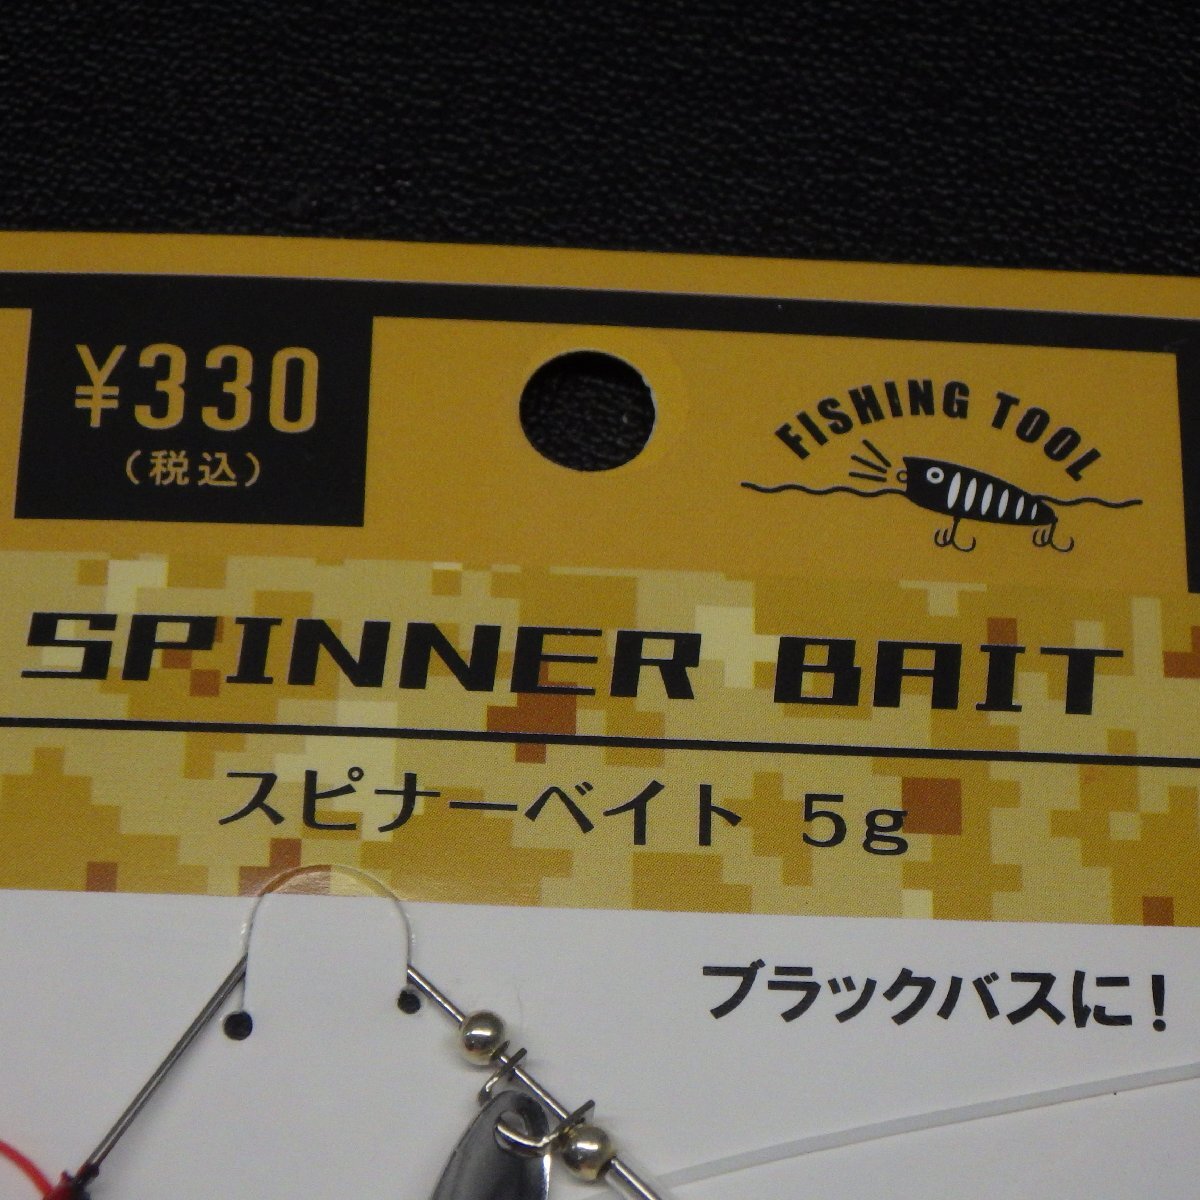 ¥330
(税込)
FISHING TOOL
SPINNER BAIT
スピナーベイト 5g
ブラックバスに!